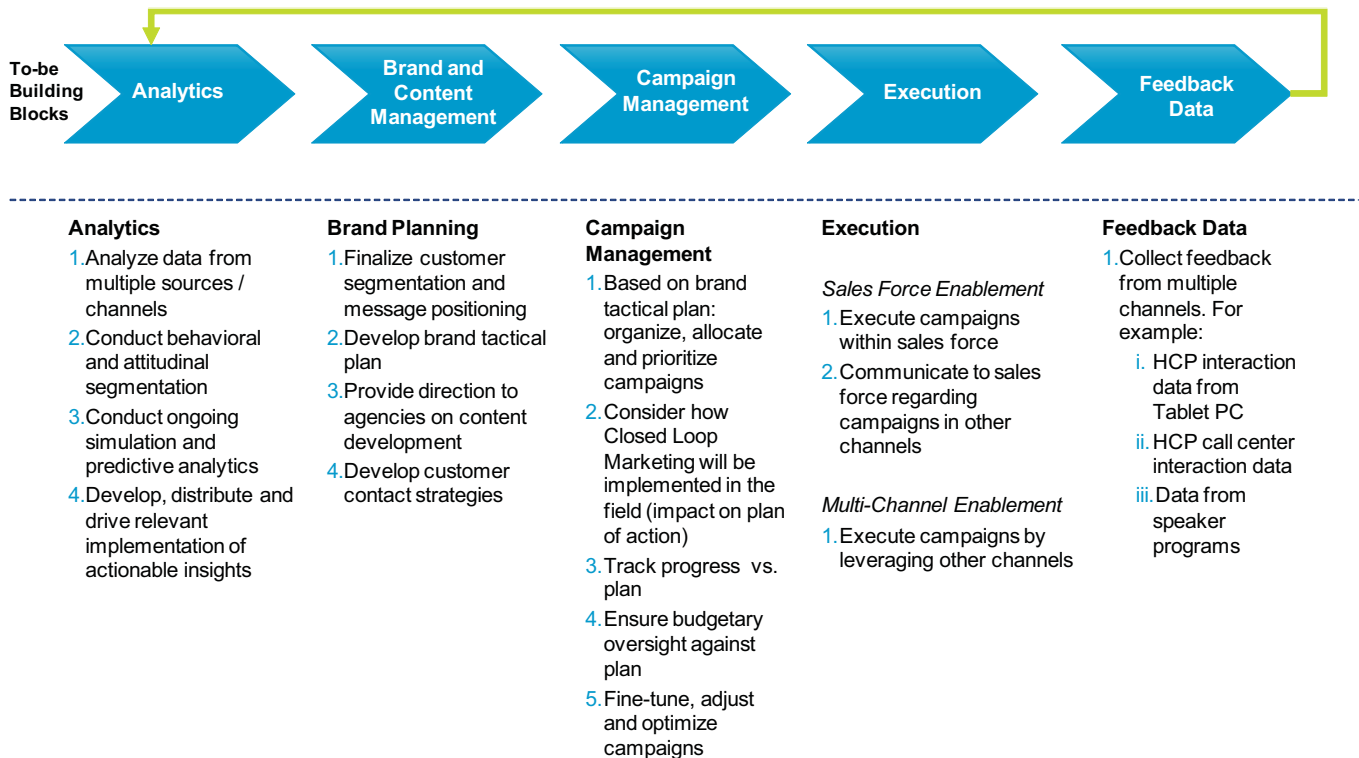 To-be
Building
Blocks
Analytics
Brand and
Content
Management
Campaign
Management
Execution
Feedback
Data
Analytics
1.Analyze data from
multiple sources /
channels
2.Conduct behavioral
and attitudinal
segmentation
3.Conduct ongoing
simulation and
predictive analytics
4.Develop, distribute and
drive relevant
implementation of
actionable insights
Brand Planning
1.Finalize customer
segmentation and
message positioning
2.Develop brand tactical
plan
3.Provide direction to
agencies on content
development
4.Develop customer
contact strategies
Campaign
Management
1.Based on brand
tactical plan:
organize, allocate
and prioritize
campaigns
2.Consider how
Closed Loop
Marketing will be
implemented in the
field (impact on plan
of action)
3.Track progress vs.
plan
4.Ensure budgetary
oversight against
plan
5.Fine-tune, adjust
and optimize
campaigns
Execution
Sales Force Enablement
1.Execute campaigns
within sales force
2.Communicate to sales
force regarding
campaigns in other
channels
Multi-Channel Enablement
1.Execute campaigns by
leveraging other channels
Feedback Data
1.Collect feedback
from multiple
channels. For
example:
i. HCP interaction
data from
Tablet PC
ii. HCP call center
interaction data
iii.Data from
speaker
programs